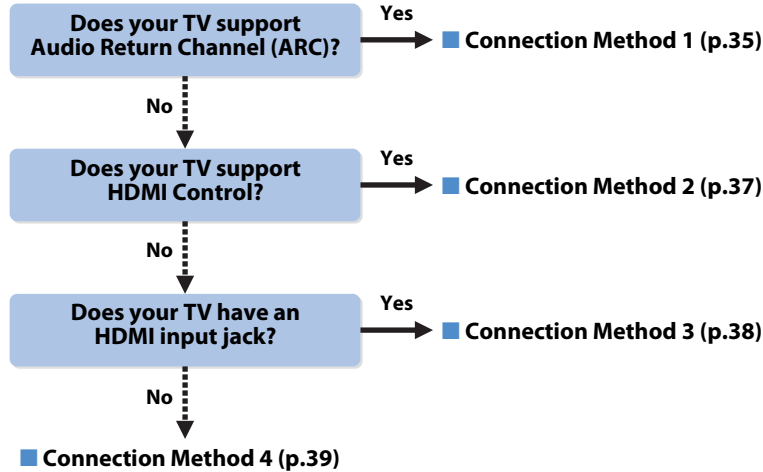 Does your TV support
Audio Return Channel (ARC)?
Yes
■ Connection Method 1 (p.35)
No
Does your TV support
HDMI Control?
Yes
■ Connection Method 2 (p.37)
No
Does your TV have an
HDMI input jack?
Yes
■ Connection Method 3 (p.38)
No
■ Connection Method 4 (p.39)